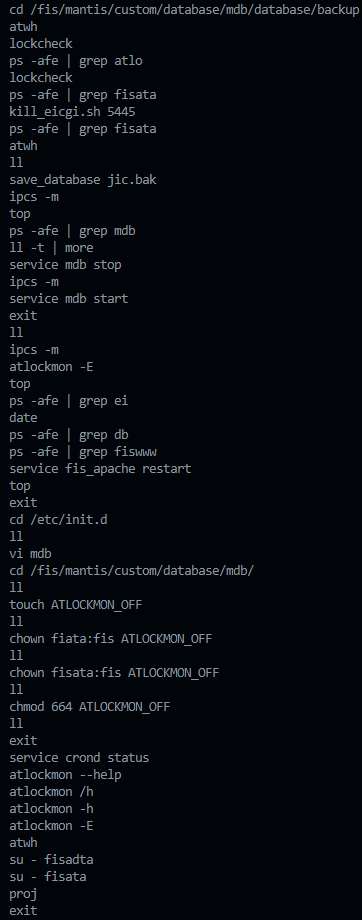 cd /fis/mantis/custom/database/mdb/database/backup
atwh
lockcheck
ps -afe | grep atlo
lockcheck
ps -afe | grep fisata
kill_eicgi.sh 5445
ps -afe | grep fisata
atwh
ll
save_database jic.bak
ipcs -m
top
ps -afe | grep mdb
ll -t | more
service mdb stop
ipcs -m
service mdb start
exit
ll
ipcs -m
atlockmon -E
top
ps -afe | grep ei
date
ps -afe | grep db
ps -afe | grep fiswww
service fis_apache restart
top
exit
cd /etc/init.d
ll
vi mdb
cd /fis/mantis/custom/database/mdb/
ll
touch ATLOCKMON_OFF
ll
chown fiata:fis ATLOCKMON_OFF
ll
chown fisata:fis ATLOCKMON_OFF
ll
chmod 664 ATLOCKMON_OFF
ll
exit
service crond status
atlockmon --help
atlockmon /h
atlockmon -h
atlockmon -E
atwh
su - fisadta
su - fisata
proj
exit